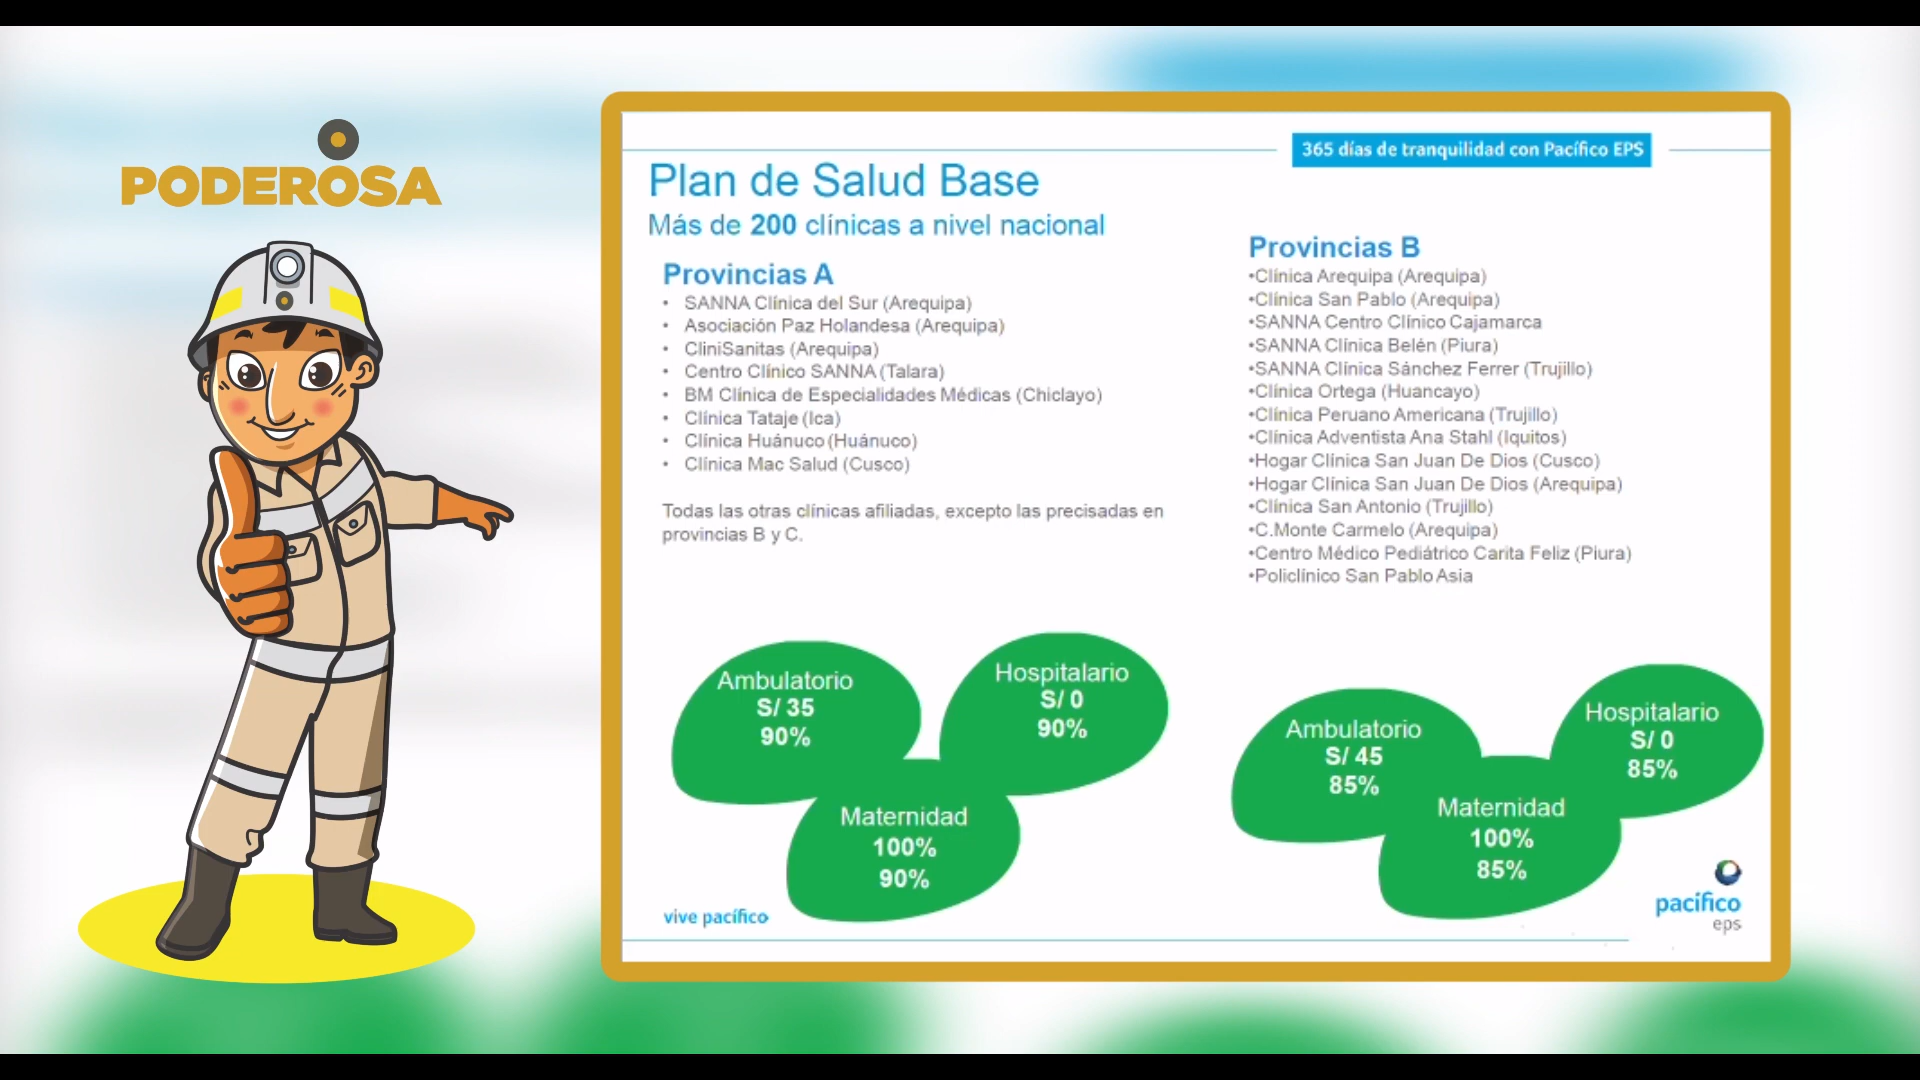 PODEROSA
365 días de tranquilidad con Pacífico EPS
Plan de Salud Base
Más de 200 clínicas a nivel nacional
Provincias A
• SANNA Clínica del Sur (Arequipa)
• Asociación Paz Holandesa (Arequipa)
• CliniSanitas (Arequipa)
• Centro Clínico SANNA (Talara)
• BM Clínica de Especialidades Médicas (Chiclayo)
• Clínica Tataje (Ica)
• Clínica Huánuco (Huánuco)
• Clínica Mac Salud (Cusco)
Todas las otras clínicas afiliadas, excepto las precisadas en
provincias B y C.
Ambulatorio
S/ 35
90%
Hospitalario
S/ 0
90%
Maternidad
100%
90%
Provincias B
•Clínica Arequipa (Arequipa)
•Clínica San Pablo (Arequipa)
•SANNA Centro Clínico Cajamarca
•SANNA Clínica Belén (Piura)
•SANNA Clínica Sánchez Ferrer (Trujillo)
•Clínica Ortega (Huancayo)
•Clínica Peruano Americana (Trujillo)
•Clínica Adventista Ana Stahl (Iquitos)
•Hogar Clínica San Juan De Dios (Cusco)
•Hogar Clínica San Juan De Dios (Arequipa)
•Clínica San Antonio (Trujillo)
•C.Monte Carmelo (Arequipa)
•Centro Médico Pediátrico Carita Feliz (Piura)
•Policlínico San Pablo Asia
Ambulatorio
S/ 45
85%
Hospitalario
S/ 0
85%
Maternidad
100%
85%
vive pacífico
pacífico
eps